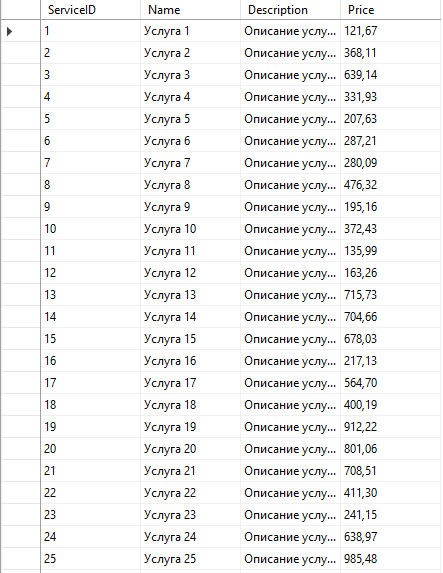 ServiceID Name Description Price
1 Услуга 1 Описание услу... 121,67
2 Услуга 2 Описание услу... 368,11
3 Услуга 3 Описание услу... 639,14
4 Услуга 4 Описание услу... 331,93
5 Услуга 5 Описание услу... 207,63
6 Услуга 6 Описание услу... 287,21
7 Услуга 7 Описание услу... 280,09
8 Услуга 8 Описание услу... 476,32
9 Услуга 9 Описание услу... 195,16
10 Услуга 10 Описание услу... 372,43
11 Услуга 11 Описание услу... 135,99
12 Услуга 12 Описание услу... 163,26
13 Услуга 13 Описание услу... 715,73
14 Услуга 14 Описание услу... 704,66
15 Услуга 15 Описание услу... 678,03
16 Услуга 16 Описание услу... 217,13
17 Услуга 17 Описание услу... 564,70
18 Услуга 18 Описание услу... 400,19
19 Услуга 19 Описание услу... 912,22
20 Услуга 20 Описание услу... 801,06
21 Услуга 21 Описание услу... 708,51
22 Услуга 22 Описание услу... 411,30
23 Услуга 23 Описание услу... 241,15
24 Услуга 24 Описание услу... 638,97
25 Услуга 25 Описание услу... 985,48